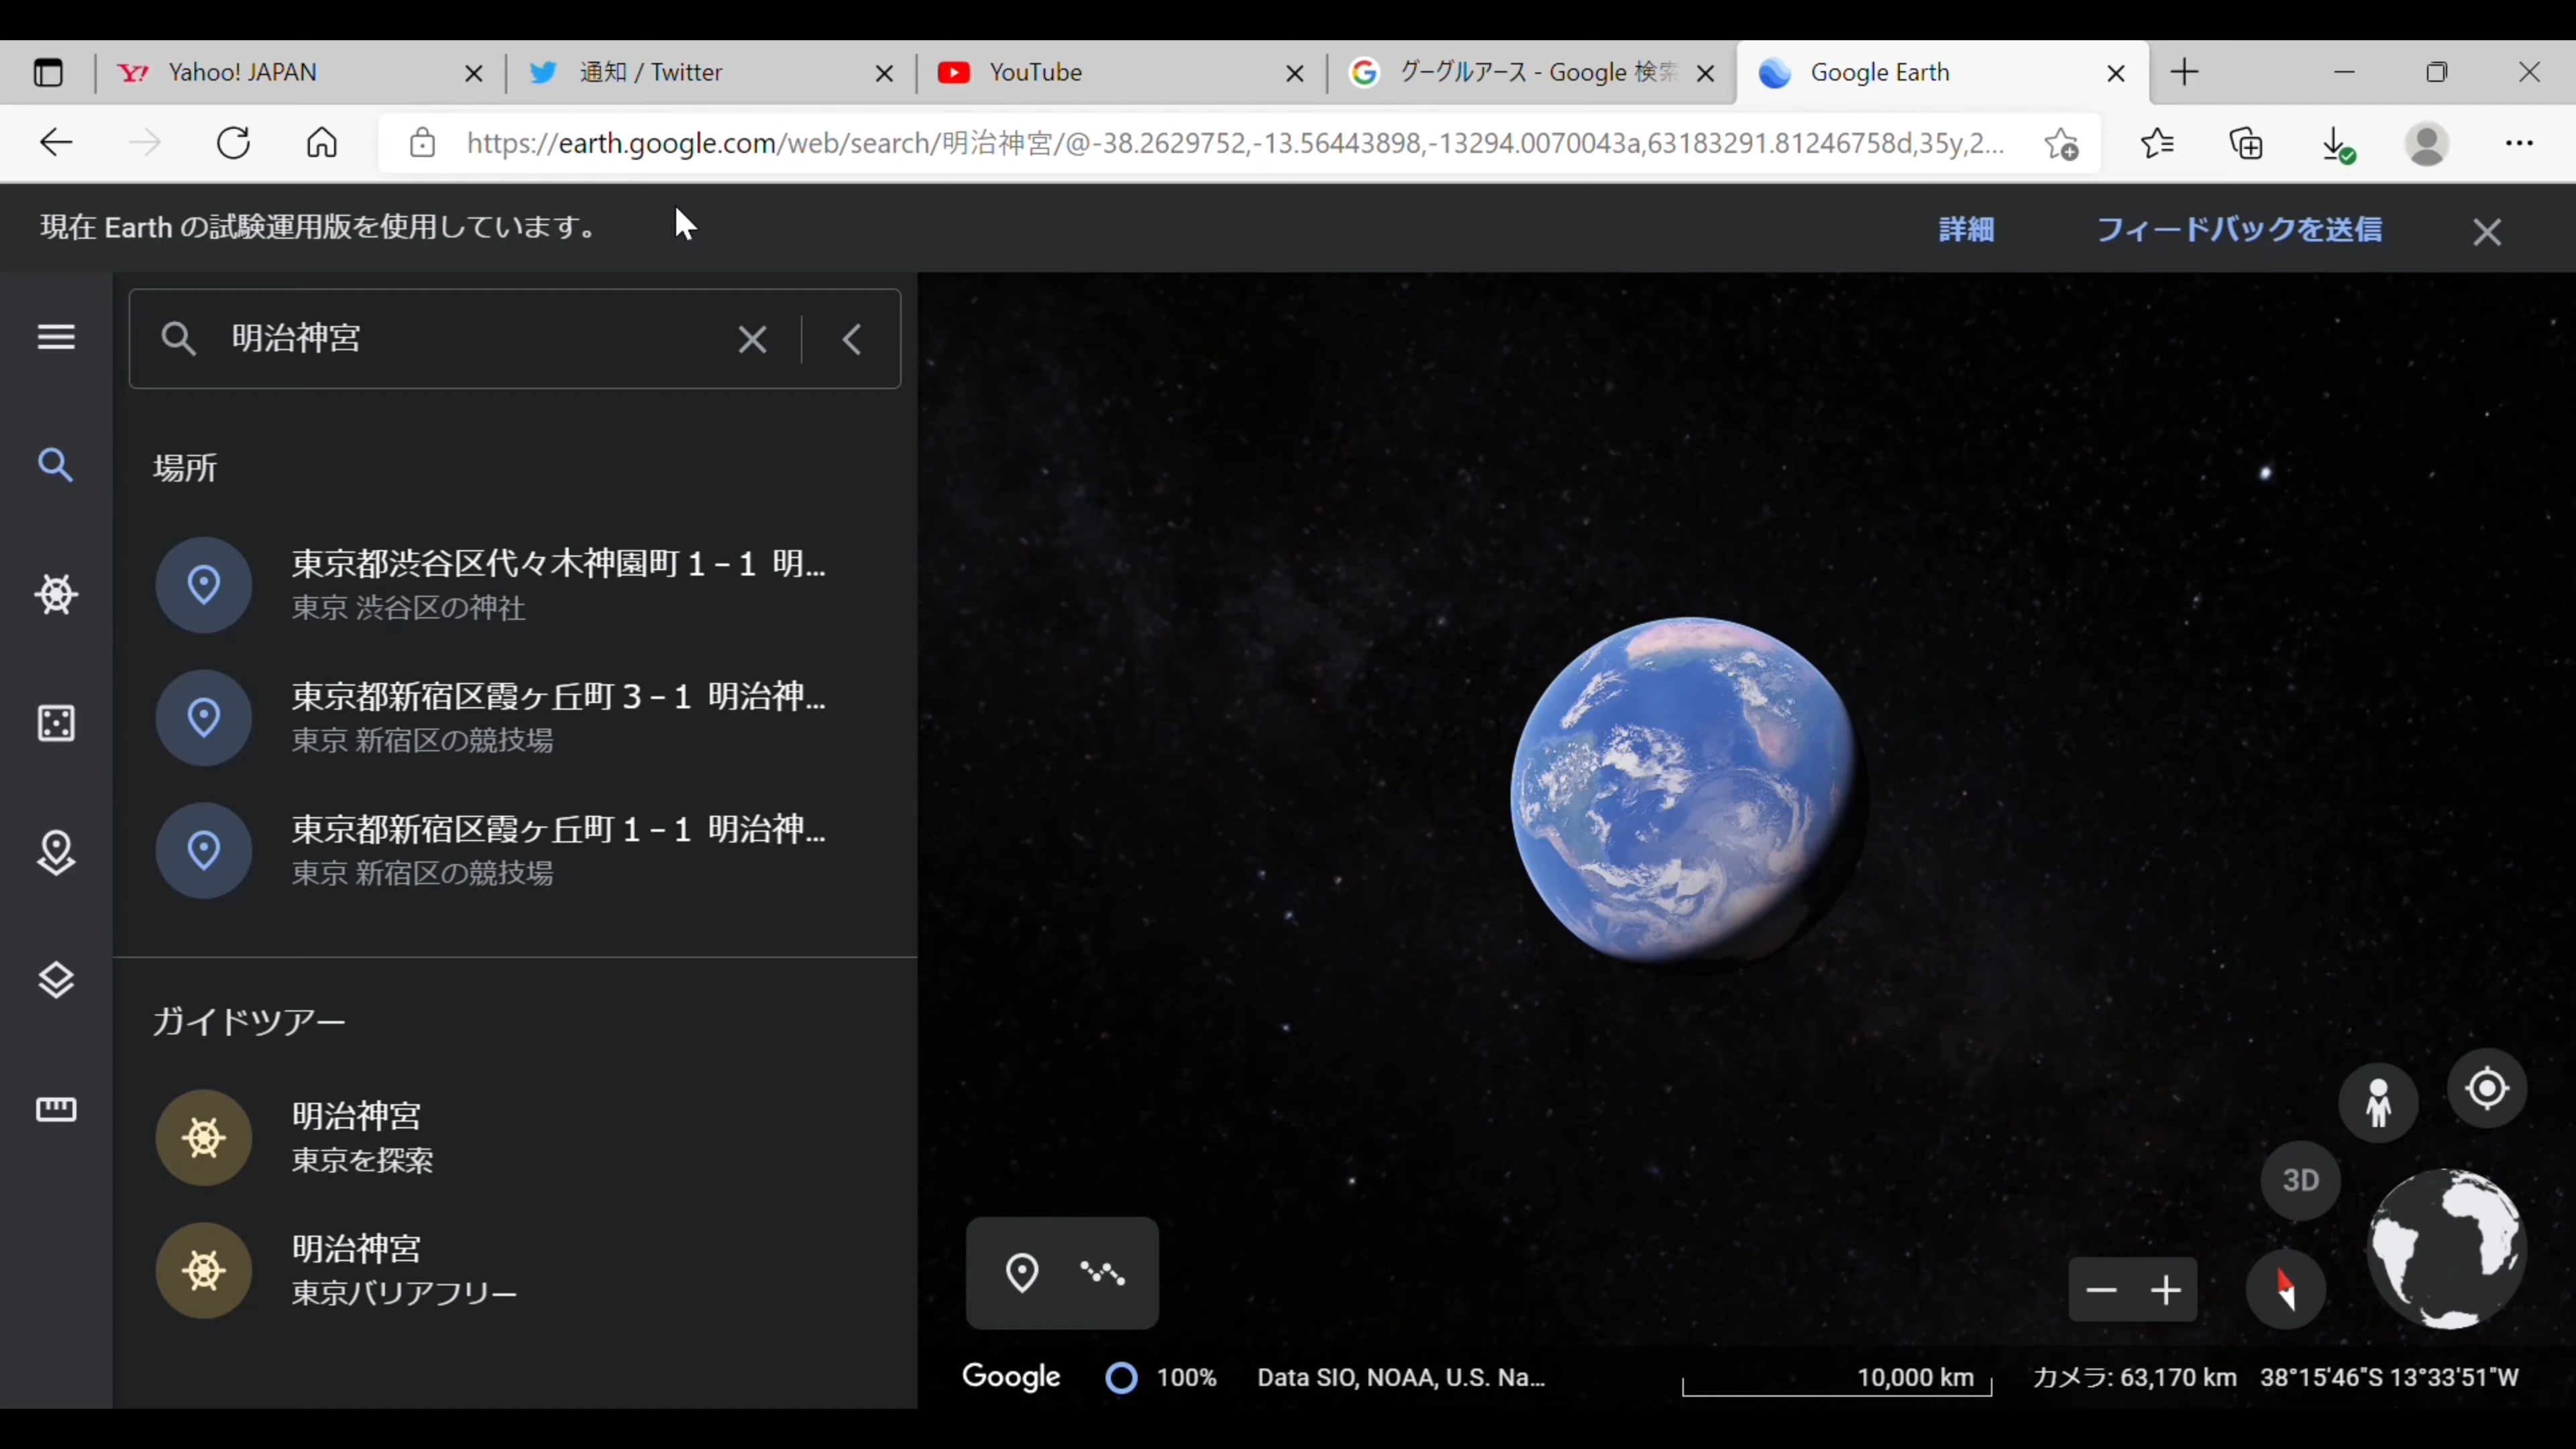 Yahoo! JAPAN
通知 / Twitter
YouTube
グーグルアース - Google 検索
Google Earth
https://earth.google.com/web/search/明治神宮/@-38.2629752,-13.56443898,-13294.0070043a,63183291.81246758d,35y,2...
現在 Earth の試験運用版を使用しています。
詳細
フィードバックを送信
明治神宮
場所
東京都渋谷区代々木神園町１−１ 明...
東京 渋谷区の神社
東京都新宿区霞ヶ丘町３−１ 明治神...
東京 新宿区の競技場
東京都新宿区霞ヶ丘町１−１ 明治神...
東京 新宿区の競技場
ガイドツアー
明治神宮
東京を探索
明治神宮
東京バリアフリー
3D
Google
100%
Data SIO, NOAA, U.S. Na...
10,000 km
カメラ: 63,170 km
38°15'46"S 13°33'51"W